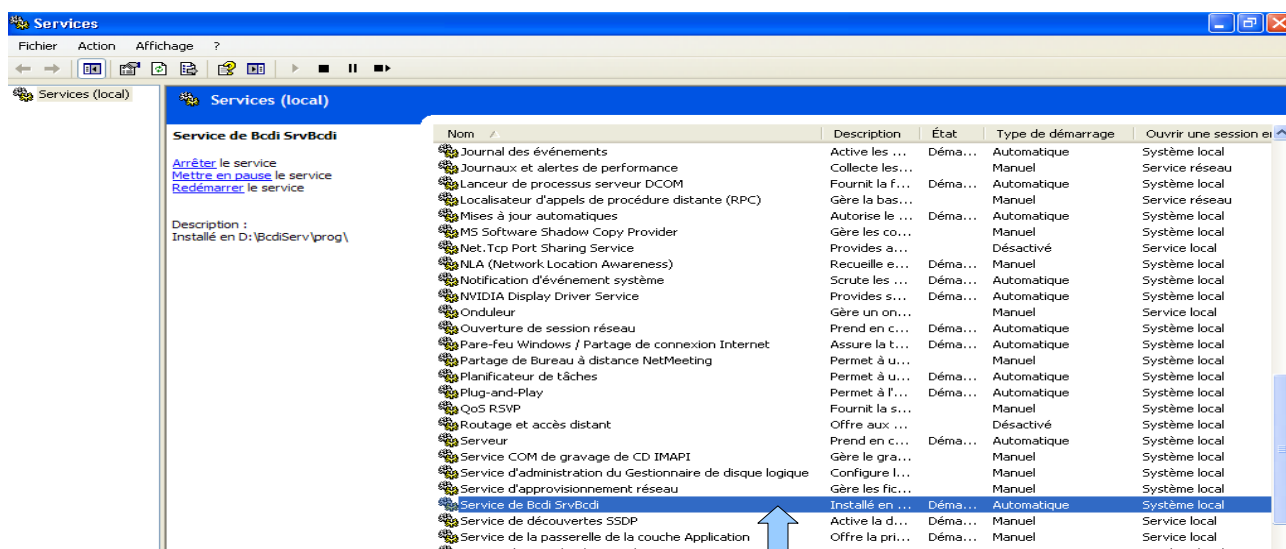 Services
Fichier Action Affichage ?
Services (local)
Services (local)
Service de Bcdi SrvBcdi
Arrêter le service
Mettre en pause le service
Redémarrer le service
Description :
Installé en D:\BcdiServ\prog\
Nom Description État Type de démarrage Ouvrir une session e
Journal des événements Active les ... Déma... Automatique Système local
Journaux et alertes de performance Collecte les... Manuel Service réseau
Lanceur de processus serveur DCOM Fournit la f... Déma... Automatique Système local
Localisateur d'appels de procédure distante (RPC) Gère la bas... Manuel Service réseau
Mises à jour automatiques Autorise le ... Déma... Automatique Système local
MS Software Shadow Copy Provider Gère les co... Manuel Système local
Net.Tcp Port Sharing Service Provides a... Désactivé Service local
NLA (Network Location Awareness) Recueille e... Déma... Manuel Système local
Notification d'événement système Scrute les ... Déma... Automatique Système local
NVIDIA Display Driver Service Provides s... Déma... Automatique Système local
Onduleur Gère un on... Manuel Service local
Ouverture de session réseau Prend en c... Déma... Automatique Système local
Pare-feu Windows / Partage de connexion Internet Assure la t... Déma... Automatique Système local
Partage de Bureau à distance NetMeeting Permet à u... Manuel Système local
Planificateur de tâches Permet à u... Déma... Automatique Système local
Plug-and-Play Permet à l'... Déma... Automatique Système local
QoS RSVP Fournit la s... Manuel Système local
Routage et accès distant Offre aux ... Désactivé Système local
Serveur Prend en c... Déma... Automatique Système local
Service COM de gravage de CD IMAPI Gère le gra... Manuel Système local
Service d'administration du Gestionnaire de disque logique Configure l... Manuel Système local
Service d'approvisionnement réseau Gère les fic... Manuel Système local
Service de Bcdi SrvBcdi Installé en ... Déma... Automatique Système local
Service de découvertes SSDP Active la d... Déma... Manuel Service local
Service de la passerelle de la couche Application Offre la pri... Déma... Manuel Service local